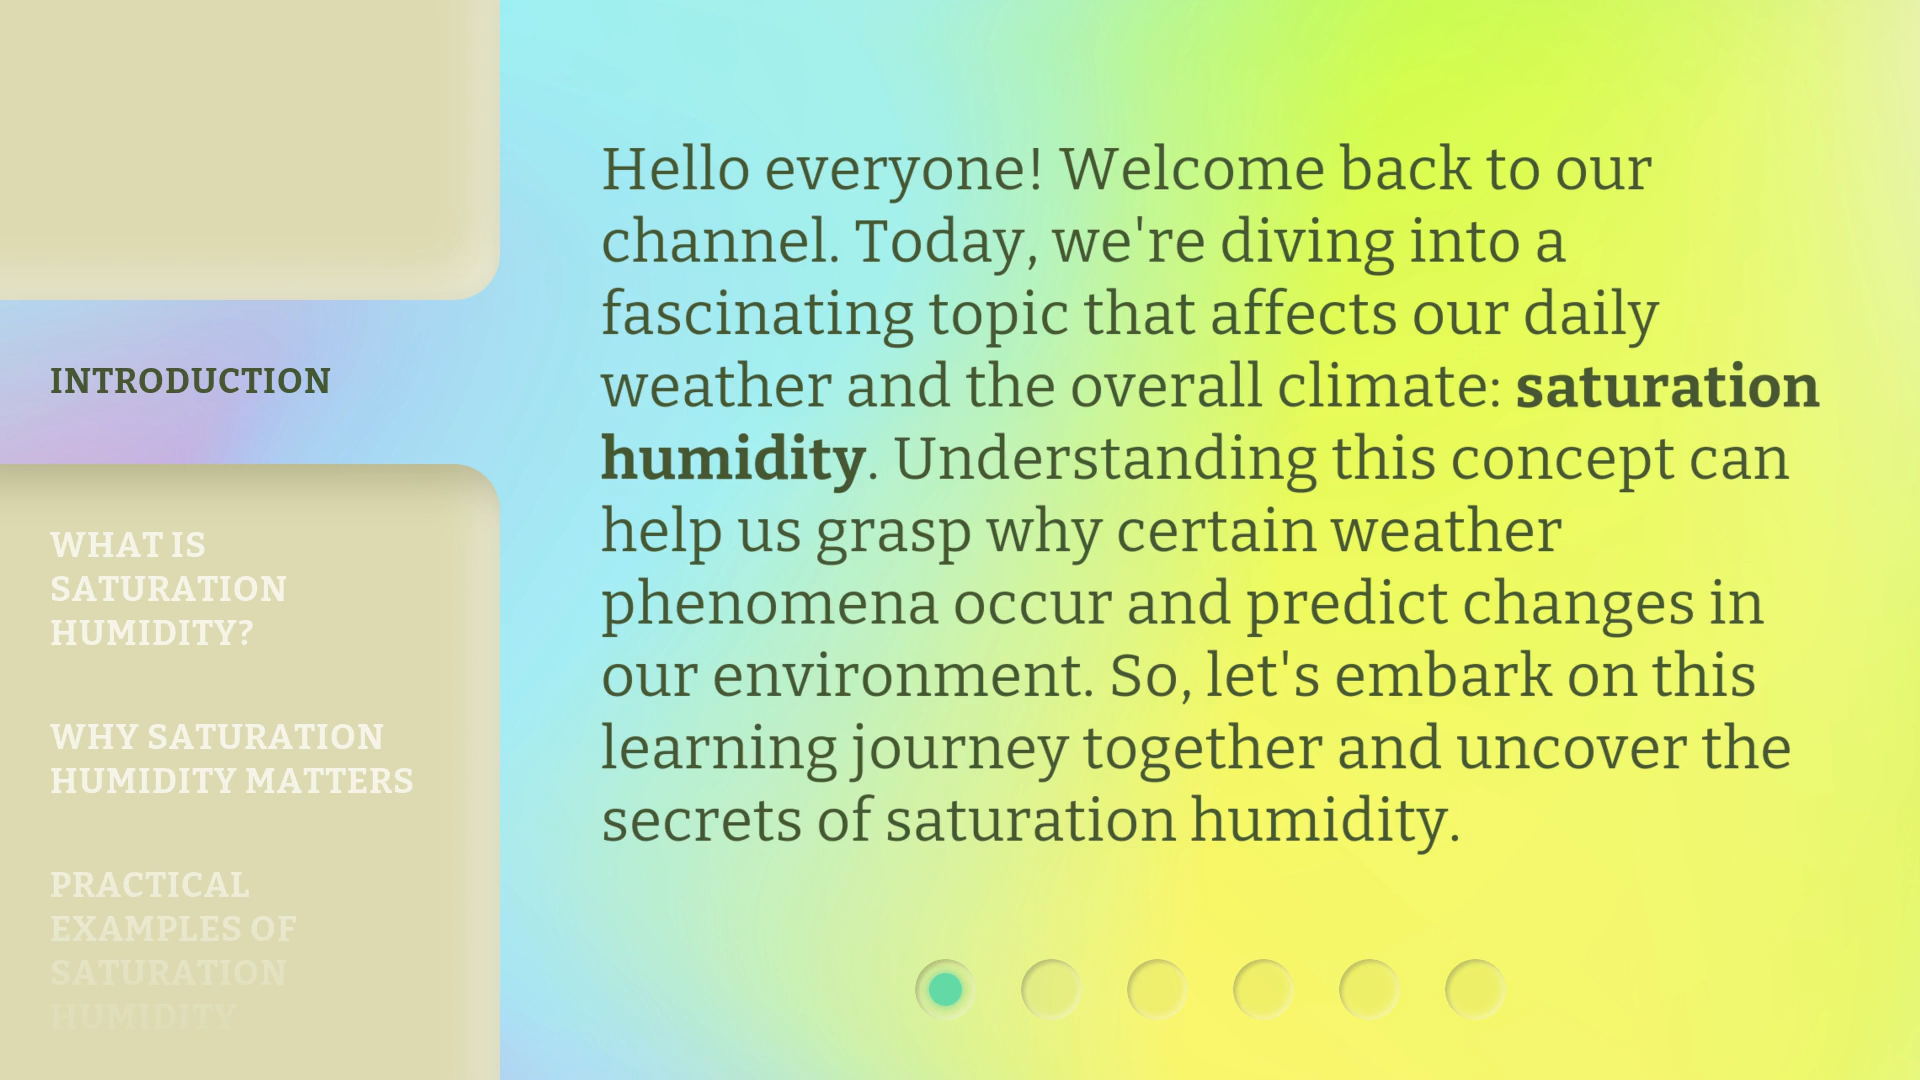 INTRODUCTION
WHAT IS
SATURATION
HUMIDITY?
WHY SATURATION
HUMIDITY MATTERS
PRACTICAL
EXAMPLES OF
SATURATION
HUMIDITY
Hello everyone! Welcome back to our
channel. Today, we're diving into a
fascinating topic that affects our daily
weather and the overall climate: saturation
humidity. Understanding this concept can
help us grasp why certain weather
phenomena occur and predict changes in
our environment. So, let's embark on this
learning journey together and uncover the
secrets of saturation humidity.